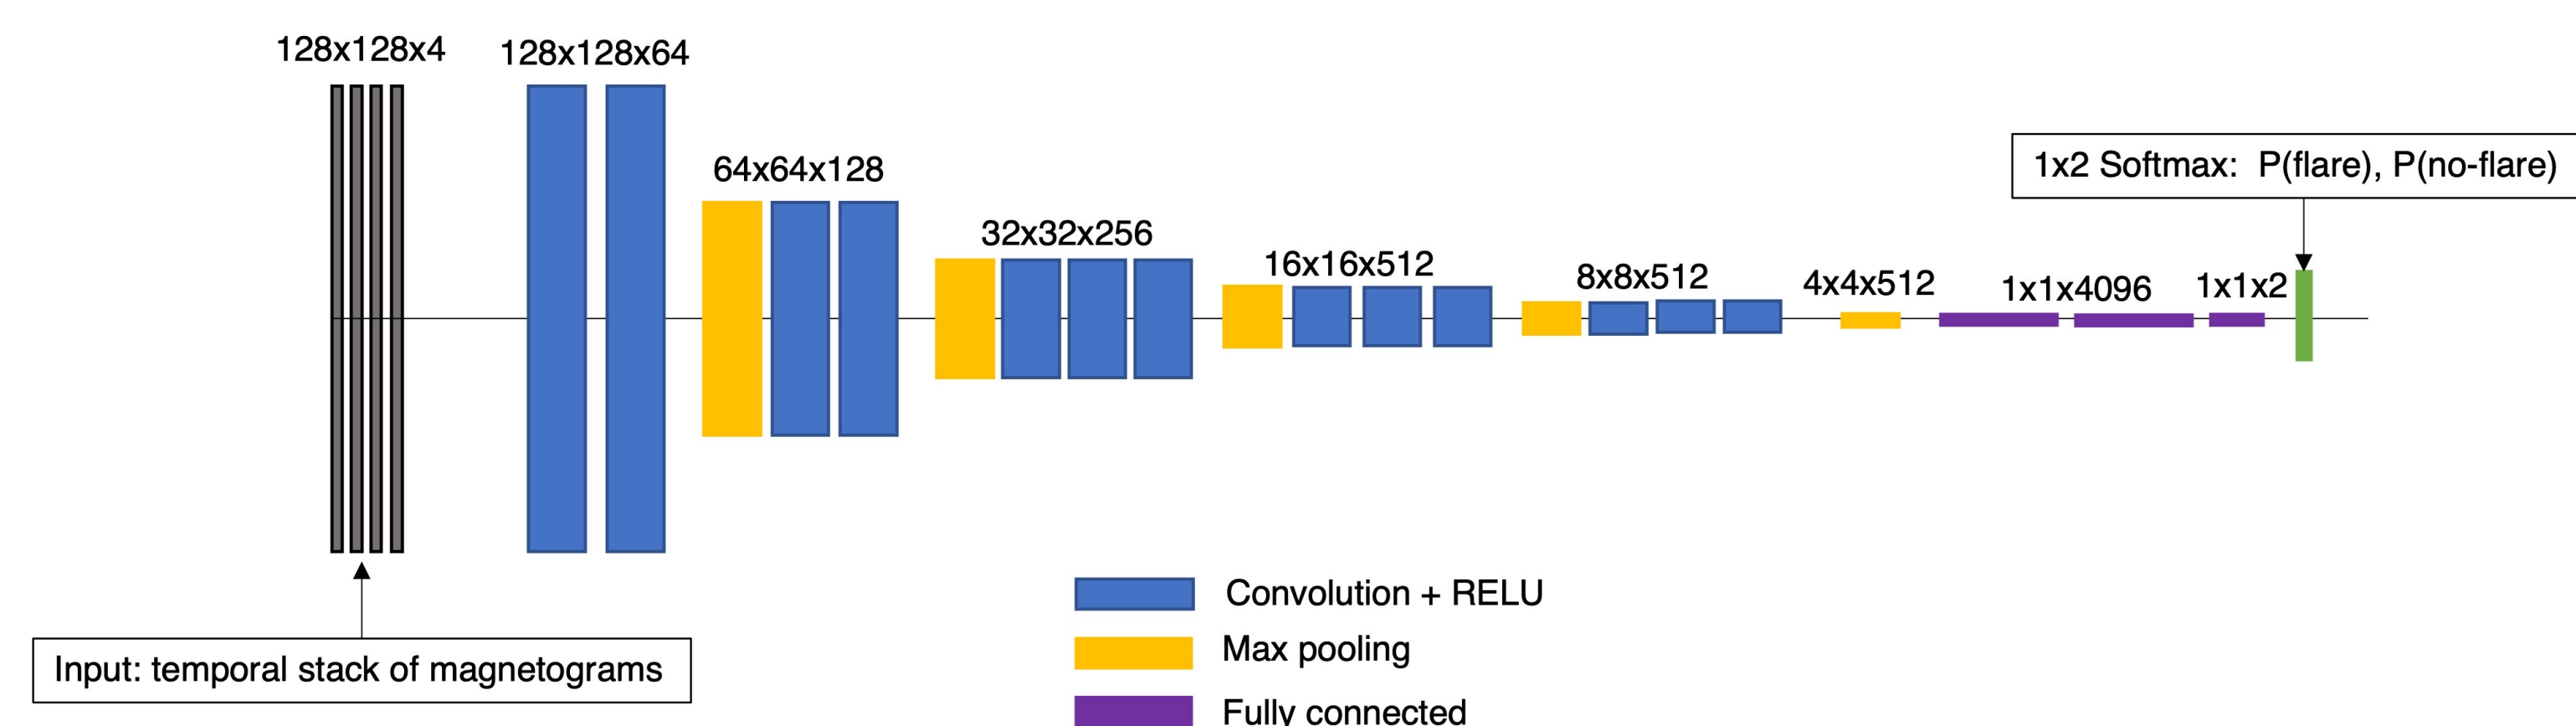 128x128x4
128x128x64
64x64x128
32x32x256
16x16x512
8x8x512
4x4x512
1x1x4096
1x1x2
1x2 Softmax:  P(flare), P(no-flare)
Input: temporal stack of magnetograms
Convolution + RELU
Max pooling
Fully connected